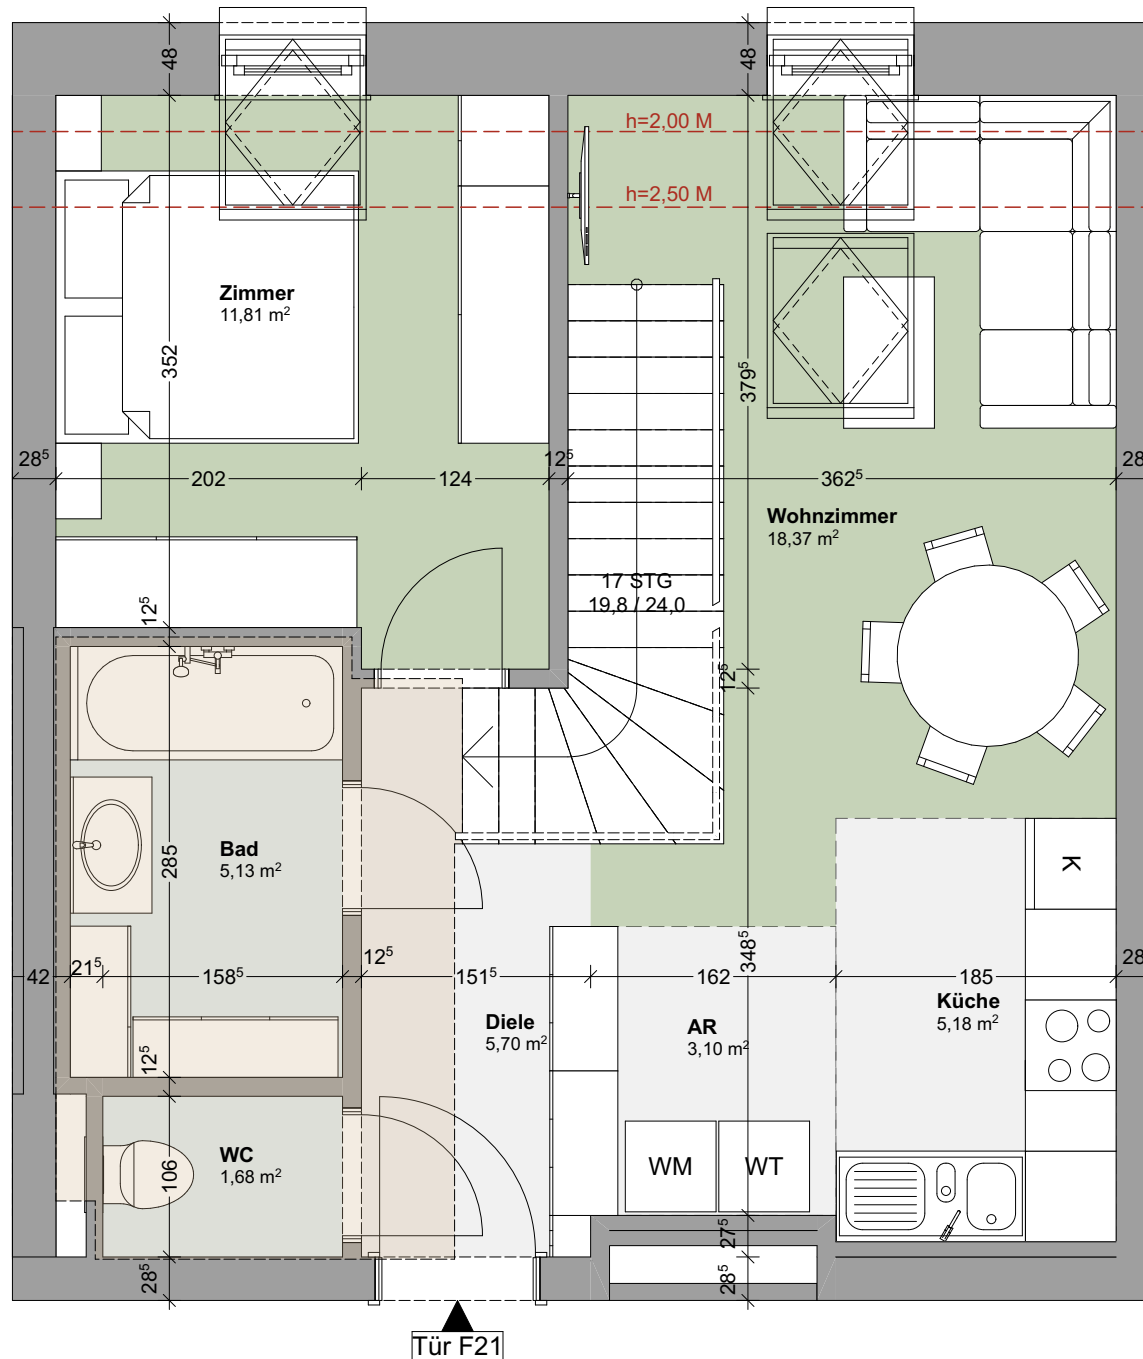 48
48
h=2,00 M
h=2,50 M
Zimmer
11,81 m²
352
379⁵
28⁵
202
124
12⁵
362⁵
28
Wohnzimmer
18,37 m²
17 STG
19,8 / 24,0
12⁵
12⁵
Bad
5,13 m²
285
K
348⁵
42
21⁵
158⁵
12⁵
151⁵
162
185
28
Küche
5,18 m²
Diele
5,70 m²
AR
3,10 m²
12⁵
WC
1,68 m²
106
WM
WT
27⁵
28⁵
28⁵
Tür F21